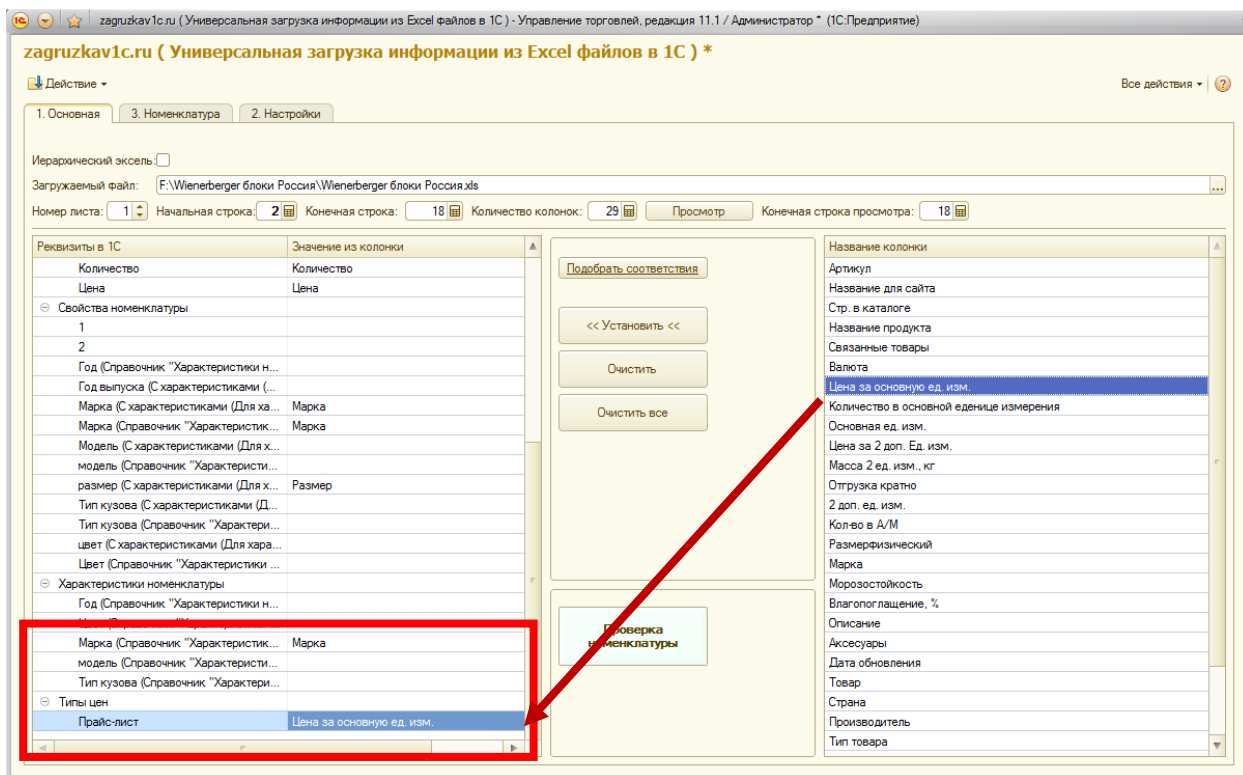 zagruzkav1c.ru ( Универсальная загрузка информации из Excel файлов в 1С ) - Управление торговлей, редакция 11.1 / Администратор * (1С:Предприятие)
zagruzkav1c.ru ( Универсальная загрузка информации из Excel файлов в 1С ) *
Действие
Все действия
1. Основная 3. Номенклатура 2. Настройки
Иерархический эксель:
Загружаемый файл: F:\Wienerberger блоки Россия\Wienerberger блоки Россия.xls ...
Номер листа: 1 Начальная строка: 2 Конечная строка: 18 Количество колонок: 29 Просмотр Конечная строка просмотра: 18
Реквизиты в 1С Значение из колонки
Количество Количество
Цена Цена
Свойства номенклатуры
1
2
Год (Справочник "Характеристики н...
Год выпуска (С характеристиками (...
Марка (С характеристиками (Для ха... Марка
Марка (Справочник "Характеристик... Марка
Модель (С характеристиками (Для х...
модель (Справочник "Характеристи...
размер (С характеристиками (Для х... Размер
Тип кузова (С характеристиками (Д...
Тип кузова (Справочник "Характери...
цвет (С характеристиками (Для хара...
Цвет (Справочник "Характеристики ...
Характеристики номенклатуры
Год (Справочник "Характеристики н...
Марка (Справочник "Характеристик... Марка
модель (Справочник "Характеристи...
Тип кузова (Справочник "Характери...
Типы цен
Прайс-лист Цена за основную ед. изм.
Подобрать соответствия
<< Установить <<
Очистить
Очистить все
Проверка
номенклатуры
Название колонки
Артикул
Название для сайта
Стр. в каталоге
Название продукта
Связанные товары
Валюта
Цена за основную ед. изм.
Количество в основной еденице измерения
Основная ед. изм.
Цена за 2 доп. Ед. изм.
Масса 2 ед. изм., кг
Отгрузка кратно
2 доп. ед. изм.
Кол-во в А/М
Размерфизический
Марка
Морозостойкость
Влагопоглащение, %
Описание
Аксесуары
Дата обновления
Товар
Страна
Производитель
Тип товара